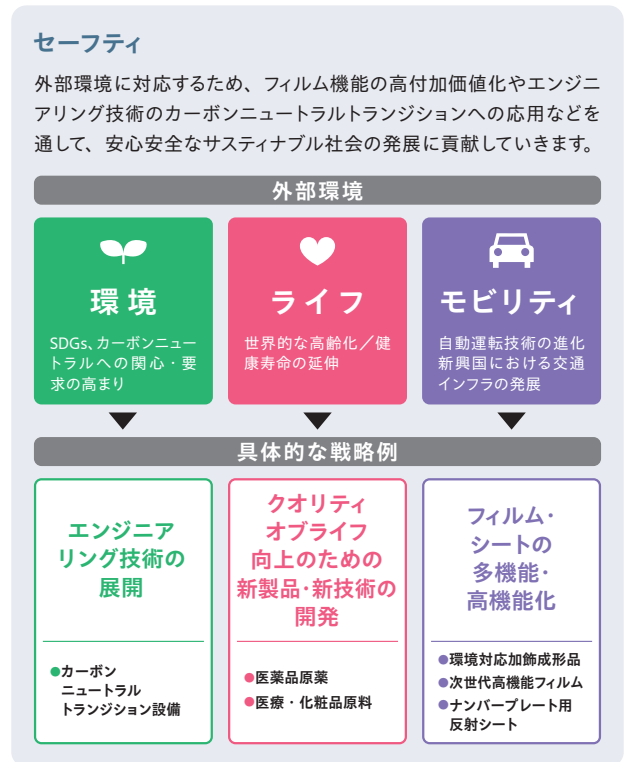 セーフティ
外部環境に対応するため、フィルム機能の高付加価値化やエンジニ
アリング技術のカーボンニュートラルトランジションへの応用などを
通して、安心安全なサスティナブル社会の発展に貢献していきます。
外部環境
環境
SDGs、カーボンニュー
トラルへの関心・要
求の高まり
ライフ
世界的な高齢化／健
康寿命の延伸
モビリティ
自動運転技術の進化
新興国における交通
インフラの発展
具体的な戦略例
エンジニア
リング技術の
展開
●カーボン
ニュートラル
トランジション設備
クオリティ
オブライフ
向上のための
新製品・新技術の
開発
●医薬品原薬
●医療・化粧品原料
フィルム・
シートの
多機能・
高機能化
●環境対応加飾成形品
●次世代高機能フィルム
●ナンバープレート用
反射シート